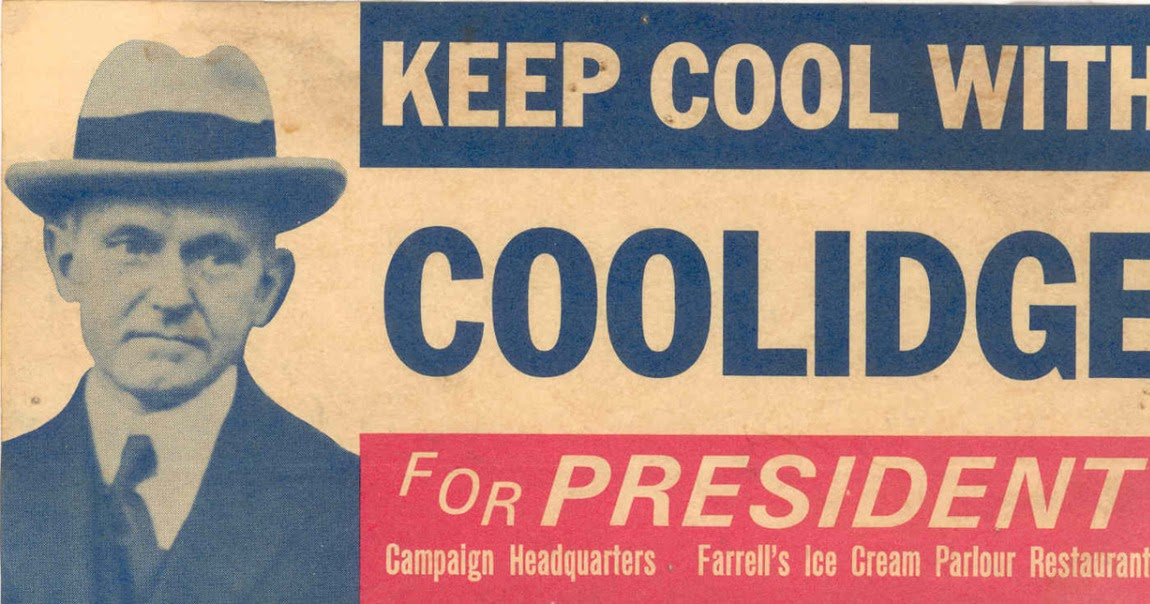 KEEP COOL WITH
COOLIDGE
FOR PRESIDENT
Campaign Headquarters Farrell's Ice Cream Parlour Restaurant